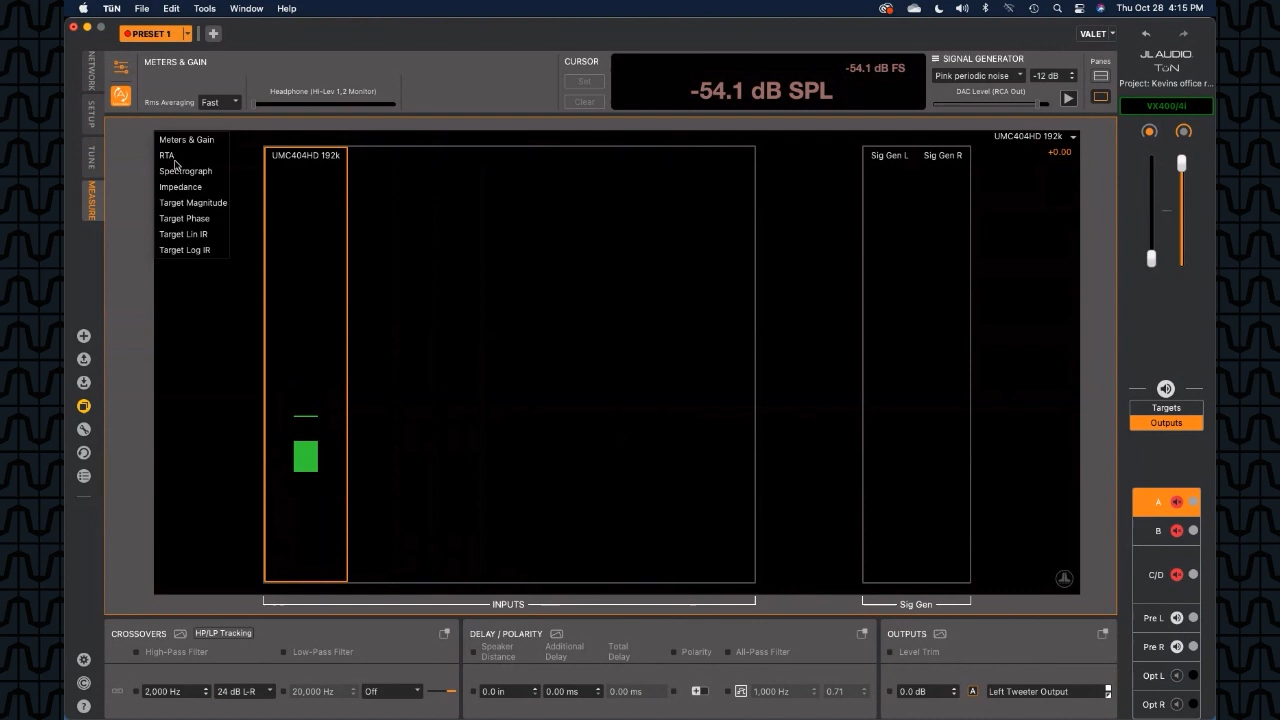 TüN File Edit Tools Window Help Thu Oct 28 4:15 PM
PRESET 1
VALET
NETWORK
SETUP
TUNE
MEASURE
METERS & GAIN
Rms Averaging Fast
Headphone (HI-Lev 1,2 Monitor)
CURSOR
Set
Clear
-54.1 dB FS
-54.1 dB SPL
SIGNAL GENERATOR
Pink periodic noise -12 dB
DAC Level (RCA Out)
Panes
JL AUDIO
TüN
Project: Kevins office r...
VX400/4i
Meters & Gain
RTA
Spectrograph
Impedance
Target Magnitude
Target Phase
Target Lin IR
Target Log IR
UMC404HD 192k
UMC404HD 192k
+0.00
Sig Gen L Sig Gen R
INPUTS
Sig Gen
Targets
Outputs
A
B
C/D
Pre L
Pre R
Opt L
Opt R
CROSSOVERS HP/LP Tracking
High-Pass Filter Low-Pass Filter
2,000 Hz 24 dB L-R 20,000 Hz Off
DELAY / POLARITY
Speaker Distance Additional Delay Total Delay Polarity All-Pass Filter
0.0 in 0.00 ms 0.00 ms 1,000 Hz 0.71
OUTPUTS
Level Trim
0.0 dB A Left Tweeter Output